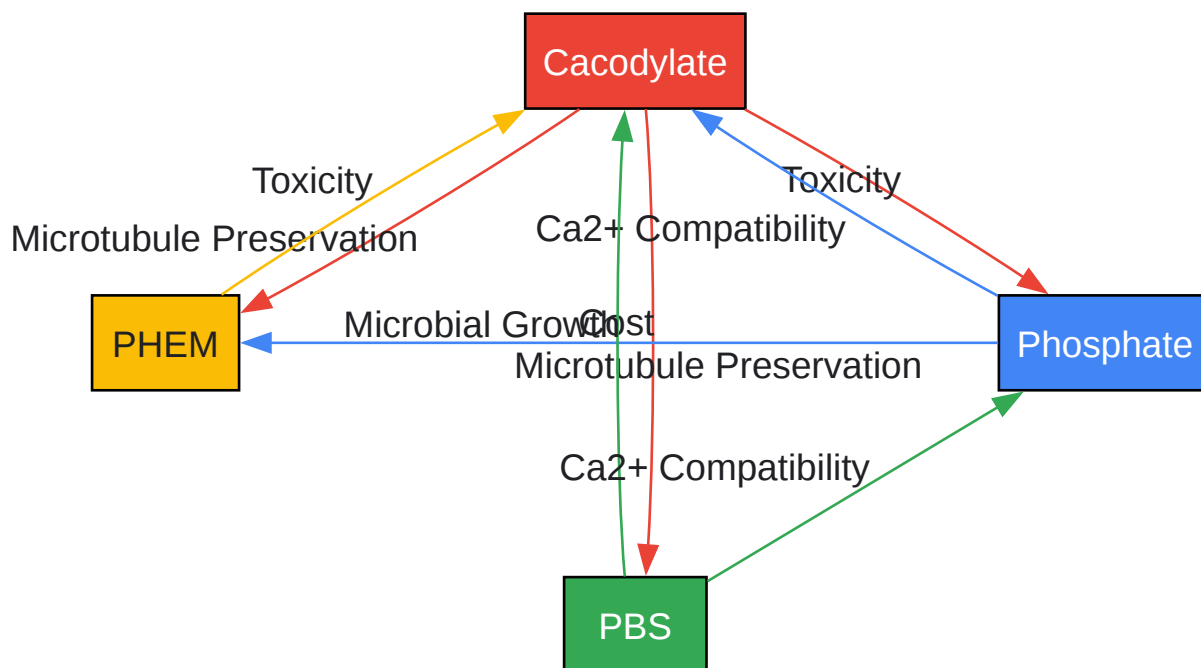 Cacodylate
Toxicity
Toxicity
Microtubule Preservation
Ca2+ Compatibility
Microbial Growth
Cost
PHEM
Phosphate
Microtubule Preservation
Ca2+ Compatibility
PBS